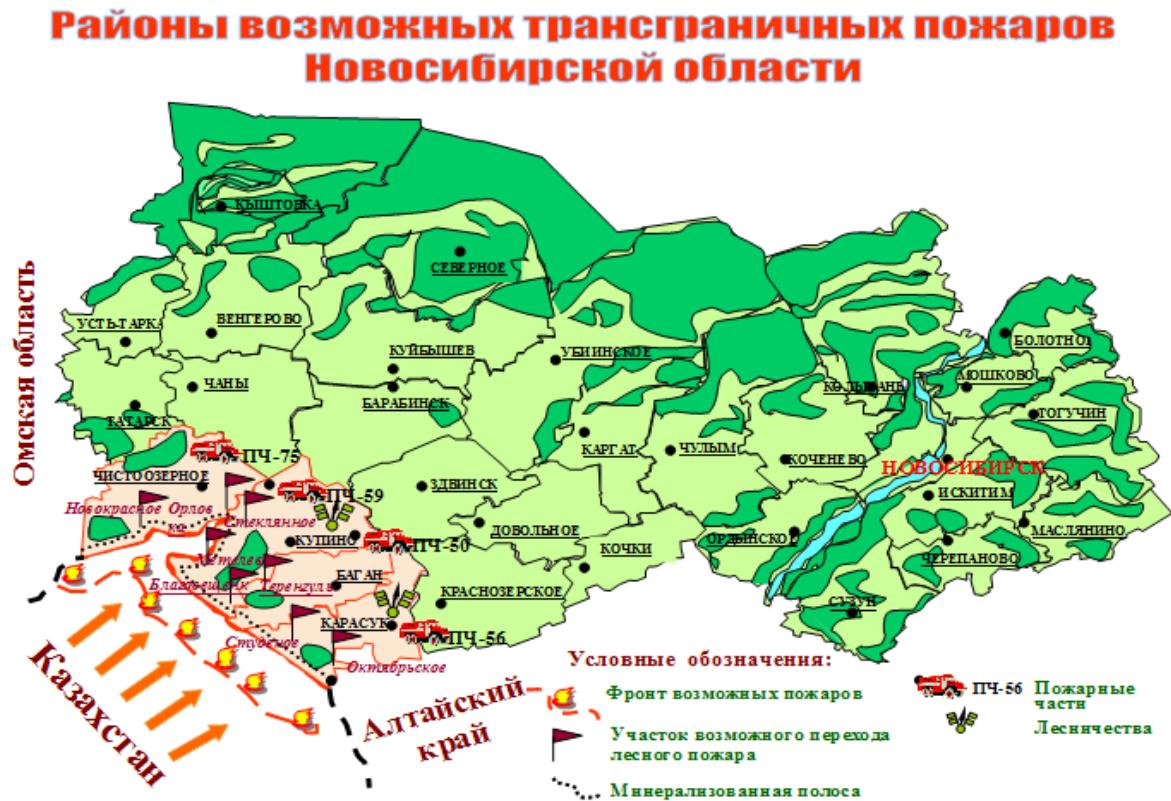 Районы возможных трансграничных пожаров
Новосибирской области
Омская область
КЫШТОВКА
СЕВЕРНОЕ
УСТЬ-ТАРКА
ВЕНГЕРОВО
КУЙБЫШЕВ
УБИНСКОЕ
БОЛОТНОЕ
ЧАНЫ
БАРАБИНСК
КОЛЫВАНЬ
МОШКОВО
ТАТАРСК
ТОГУЧИН
КАРГАТ
ЧУЛЫМ
КОЧЕНЕВО
НОВОСИБИРСК
ПЧ-75
ЧИСТООЗЕРНОЕ
ЗДВИНСК
ИСКИТИМ
ПЧ-59
Новокрасное
Орлов
ка
Стеклянное
ДОВОЛЬНОЕ
ОРДЫНСКОЕ
МАСЛЯНИНО
КУПИНО
ПЧ-50
КОЧКИ
ЧЕРЕПАНОВО
БАГАН
КРАСНОЗЕРСКОЕ
СУЗУН
КАРАСУК
ПЧ-56
Студеное
Октябрьское
Казахстан
Алтайский
край
Условные обозначения:
Фронт возможных пожаров
Участок возможного перехода
лесного пожара
Минерализованная полоса
ПЧ-56
Пожарные
части
Лесничества